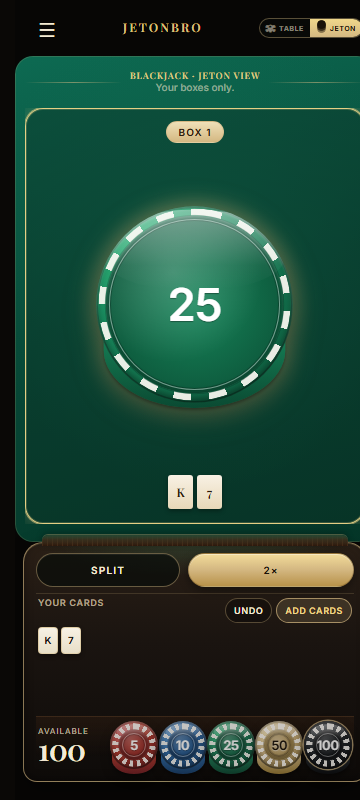 JETONBRO
TABLE
JETON
BLACKJACK · JETON VIEW
Your boxes only.
BOX 1
25
K
7
SPLIT
2×
YOUR CARDS
UNDO
ADD CARDS
K
7
AVAILABLE
100
5
10
25
50
100